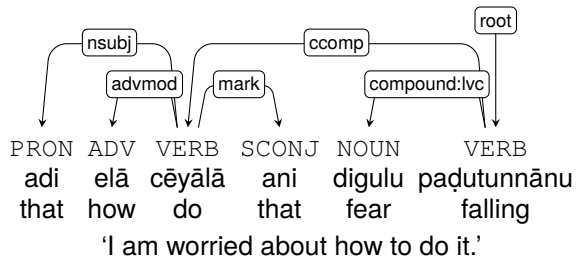 root
nsubj ccomp
advmod mark compound:lvc
PRON ADV VERB SCONJ NOUN VERB
adi elā cēyālā ani digulu paḍutunnānu
that how do that fear falling
‘I am worried about how to do it.’